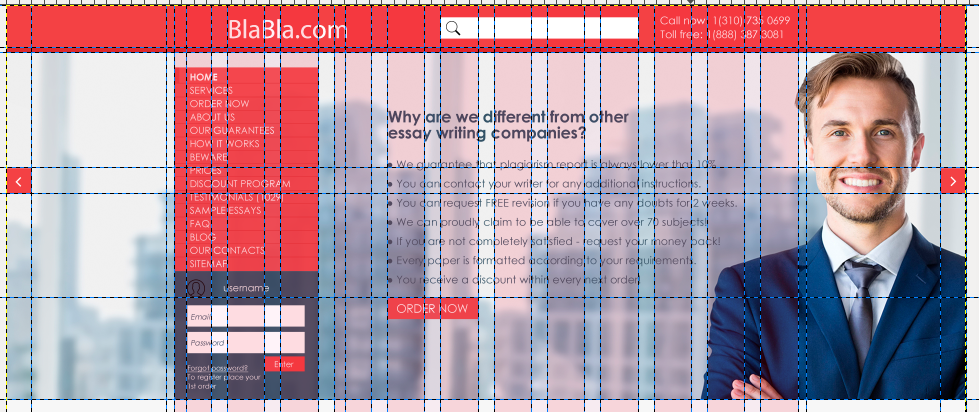 BlaBla.com
Call now: 1(310) 735 0699
Toll free: 1(888) 387 3081
HOME
SERVICES
ORDER NOW
ABOUT US
OUR GUARANTEES
HOW IT WORKS
BEWARE
PRICES
DISCOUNT PROGRAM
TESTIMONIALS (1029)
SAMPLE ESSAYS
FAQ
BLOG
OUR CONTACTS
SITEMAP
username
Email
Password
Enter
Forgot password?
To register place your
1st order
Why are we different from other
essay writing companies?
• We guarantee that plagiarism report is always lower tha 10%
• You can contact your writer for any additional instructions.
• You can request FREE revision if you have any doubts for 2 weeks.
• We can proudly claim to be able to cover over 70 subjects!
• If you are not completely satisfied - request your money back!
• Every paper is formatted according to your requirements.
• You receive a discount within every next order!
ORDER NOW